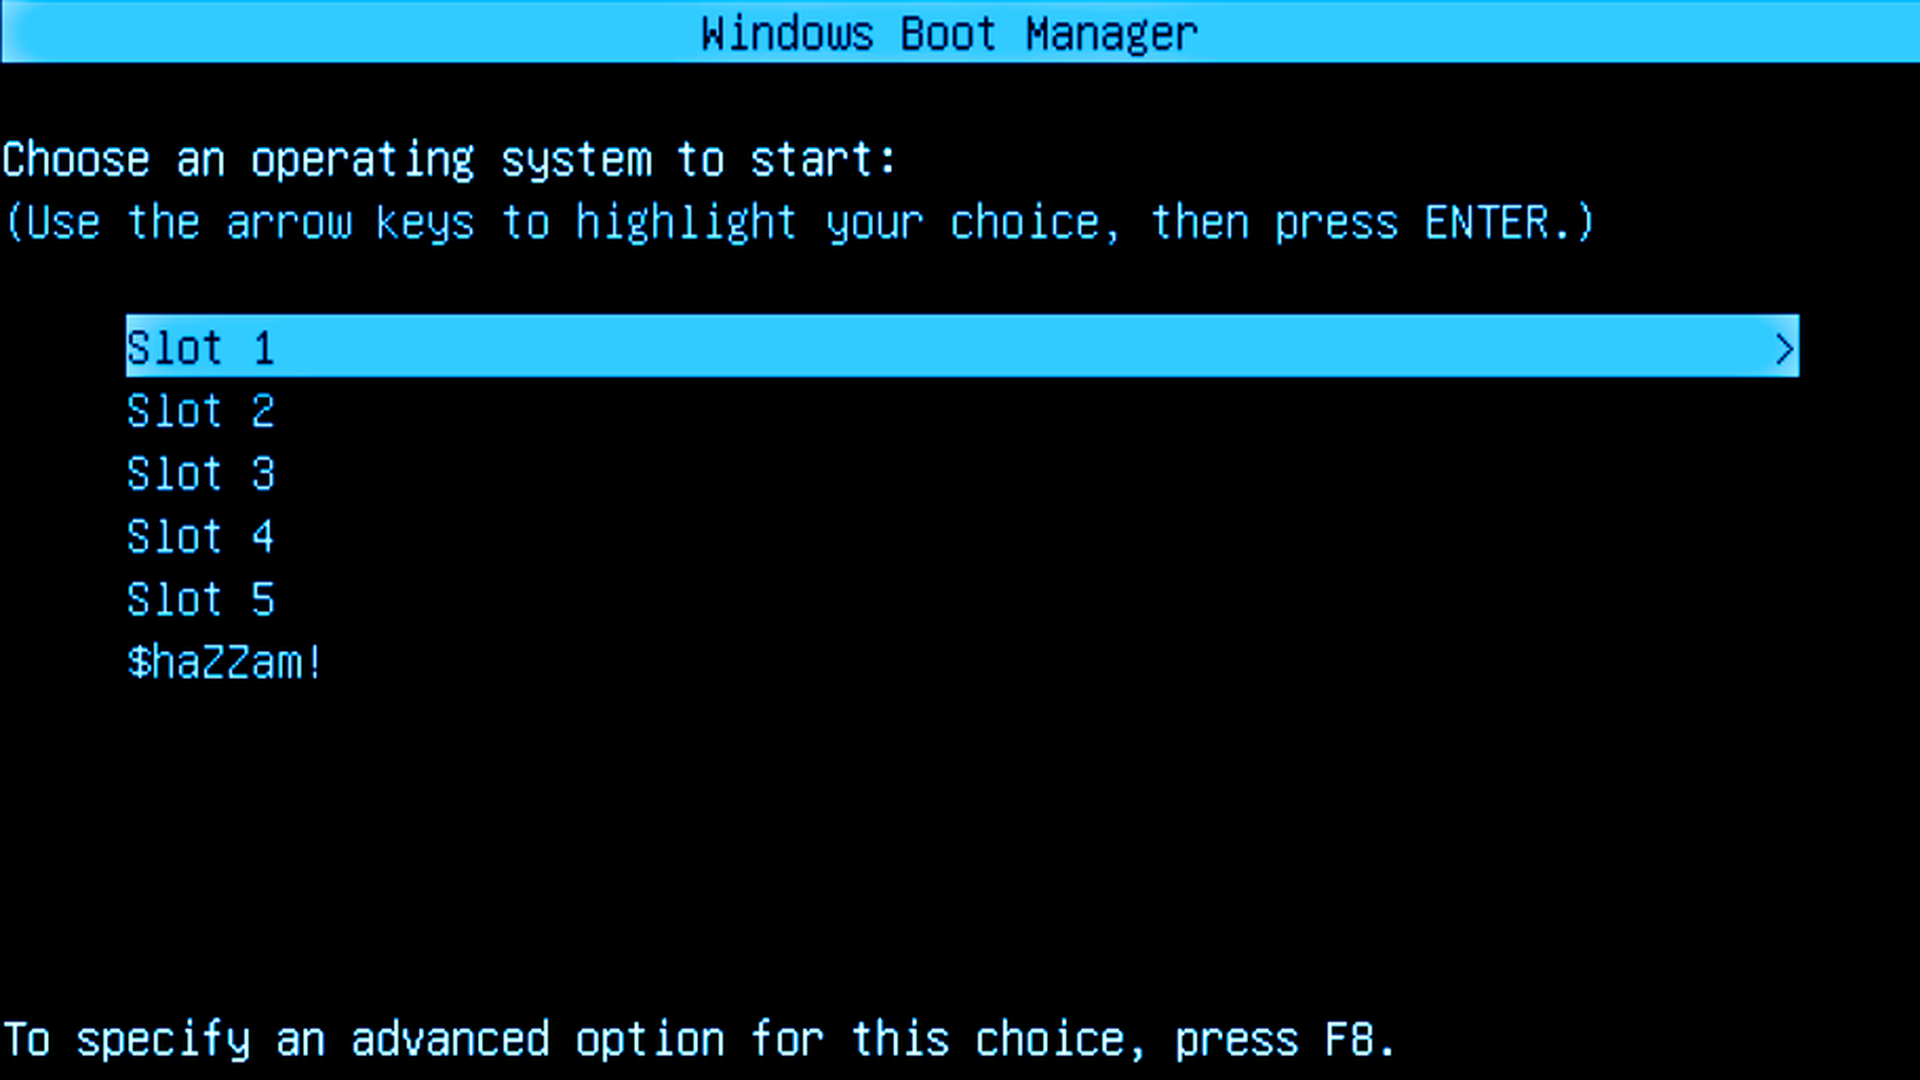 Windows Boot Manager
Choose an operating system to start:
(Use the arrow keys to highlight your choice, then press ENTER.)
Slot 1 >
Slot 2
Slot 3
Slot 4
Slot 5
$haZZam!
To specify an advanced option for this choice, press F8.